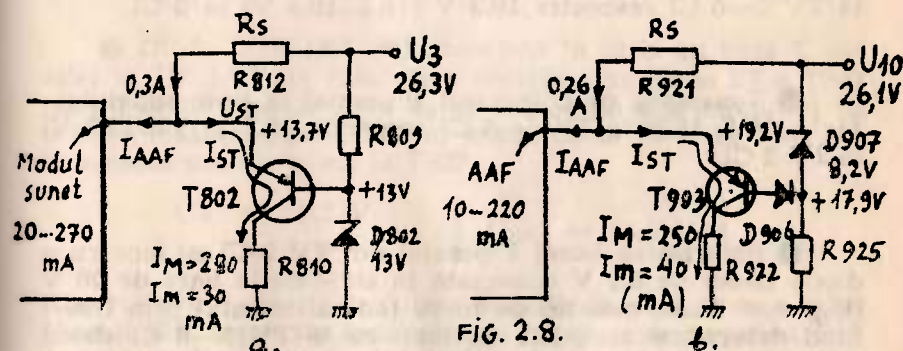 Rs
R812
U3
26,3V
0,3A
UST
+13,7V
IAAF
IST
R809
Modul
sunet
T802
+13V
20...270
mA
D802
13V
IM=280
Im=30
mA
R810
a.
FIG. 2.8.
Rs
R921
U10
26,1V
0,26
A
+19,2V
D907
8,2V
IAAF
IST
AAF
T903
+17,9V
10-220
mA
D906
R925
IM=250
Im=40
(mA)
R922
b.